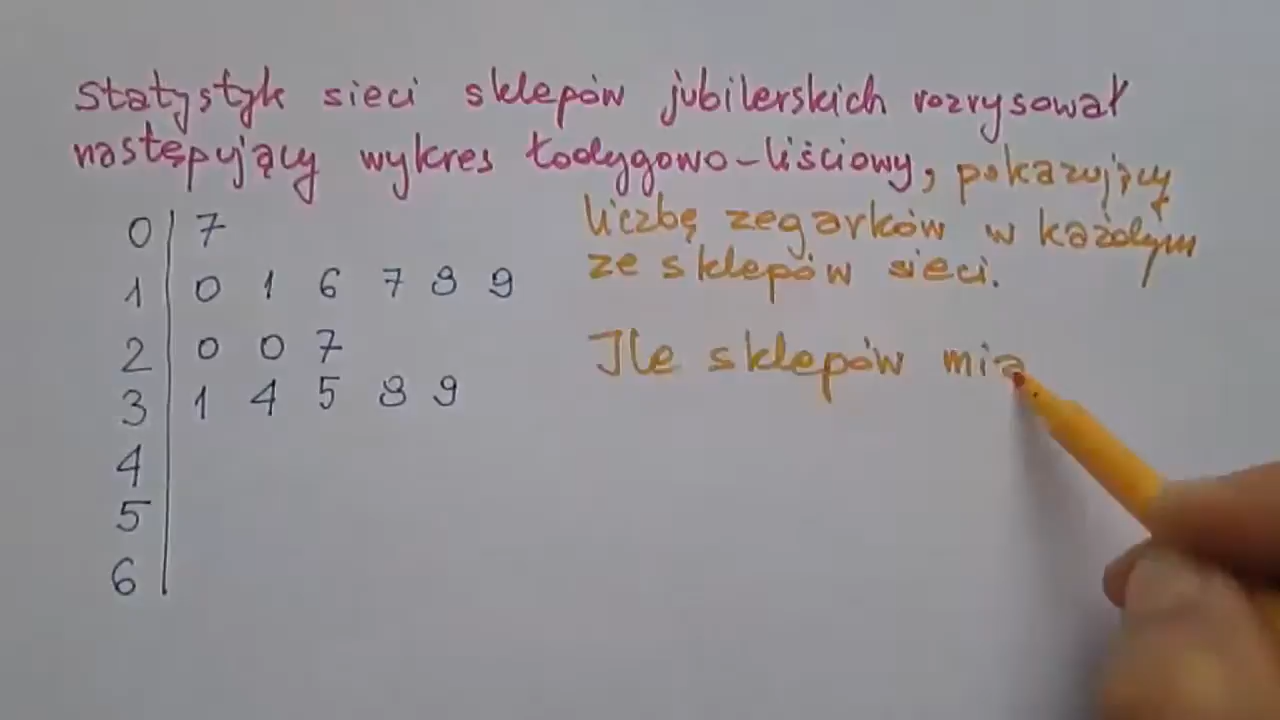 Statystyk sieci sklepów jubilerskich rozrysował
następujący wykres łodygowo-liściowy, pokazujący
liczbę zegarków w każdym
ze sklepów sieci.
0 | 7
1 | 0 1 6 7 8 9
2 | 0 0 7
3 | 1 4 5 8 9
4 |
5 |
6 |
Ile sklepów mia